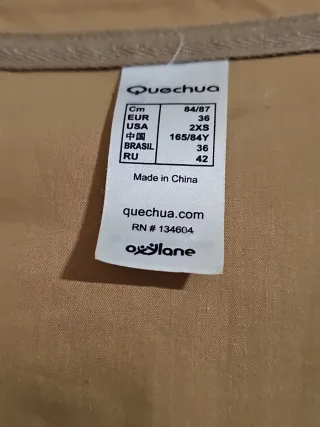 Quechua
Cm 84/87
EUR 36
USA 2XS
中国 165/84Y
BRASIL 36
RU 42
Made in China
quechua.com
RN # 134604
oxylane